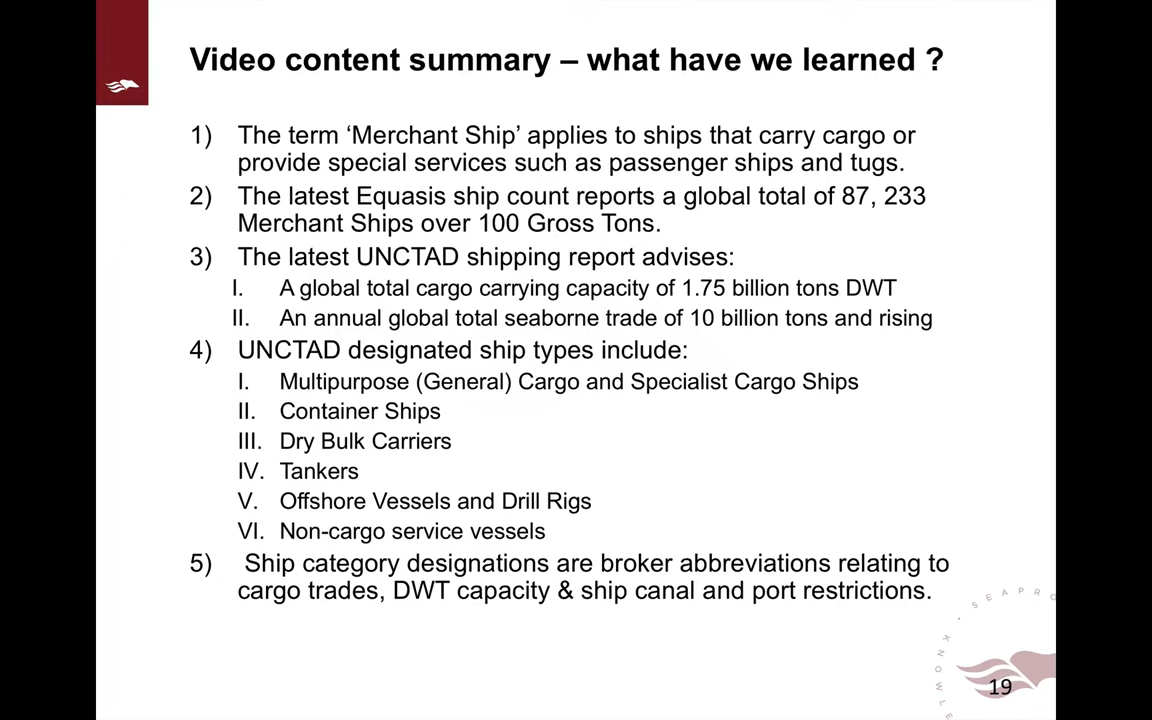 Video content summary – what have we learned ?
1) The term ‘Merchant Ship’ applies to ships that carry cargo or
provide special services such as passenger ships and tugs.
2) The latest Equasis ship count reports a global total of 87, 233
Merchant Ships over 100 Gross Tons.
3) The latest UNCTAD shipping report advises:
I. A global total cargo carrying capacity of 1.75 billion tons DWT
II. An annual global total seaborne trade of 10 billion tons and rising
4) UNCTAD designated ship types include:
I. Multipurpose (General) Cargo and Specialist Cargo Ships
II. Container Ships
III. Dry Bulk Carriers
IV. Tankers
V. Offshore Vessels and Drill Rigs
VI. Non-cargo service vessels
5) Ship category designations are broker abbreviations relating to
cargo trades, DWT capacity & ship canal and port restrictions.
KNOWLE
• SEAPRO
19